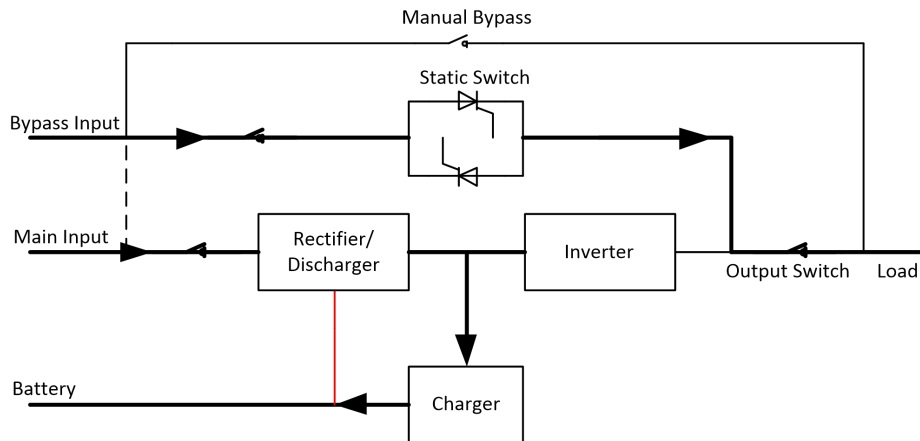 Manual Bypass
Static Switch
Bypass Input
Main Input
Rectifier/
Discharger
Inverter
Output Switch
Load
Battery
Charger